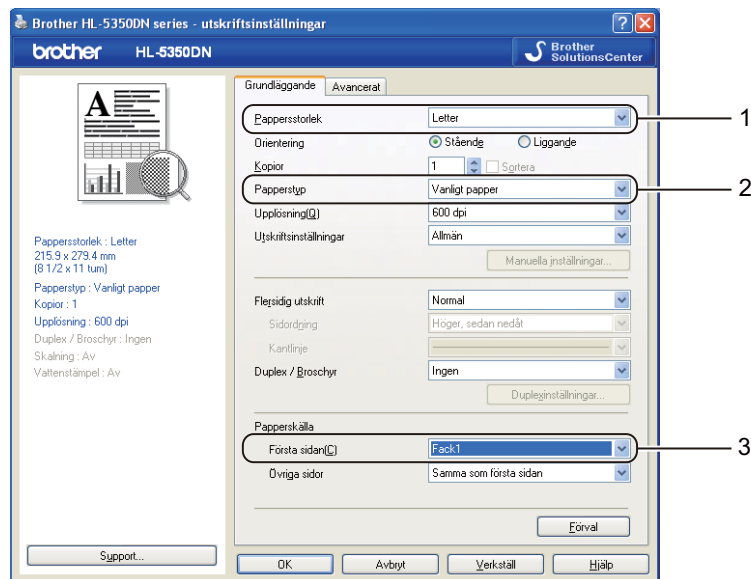 Brother HL-5350DN series - utskriftsinställningar
brother HL-5350DN
Brother
SolutionsCenter
Grundläggande Avancerat
A
Pappersstorlek Letter 1
Orientering Stående Liggande
Kopior 1 Sortera
Papperstyp Vanligt papper 2
Upplösning(Q) 600 dpi
Utskriftsinställningar Allmän
Manuella inställningar...
Pappersstorlek : Letter
215.9 x 279.4 mm
(8 1/2 x 11 tum)
Papperstyp : Vanligt papper
Kopior : 1
Upplösning : 600 dpi
Duplex / Broschyr : Ingen
Skalning : Av
Vattenstämpel : Av
Flersidig utskrift Normal
Sidordning Höger, sedan nedåt
Kantlinje
Duplex / Broschyr Ingen
Duplexinställningar...
Papperskälla
Första sidan(C) Fack1 3
Övriga sidor Samma som första sidan
Förval
Support...
OK Avbryt Verkställ Hjälp